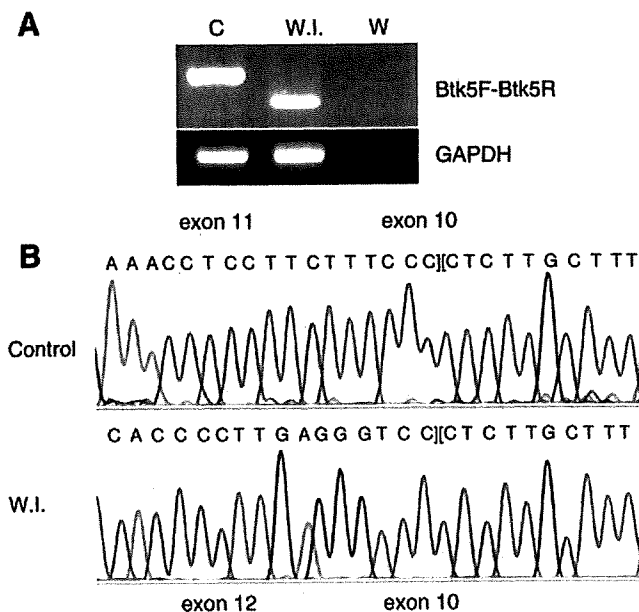 A
C W.I. W
Btk5F-Btk5R
GAPDH
exon 11 exon 10
B
A A A C C T C C T T C T T T C C C][C T C T T G C T T T
Control
C A C C C C T T G A G G G T C C][C T C T T G C T T T
W.I.
exon 12 exon 10